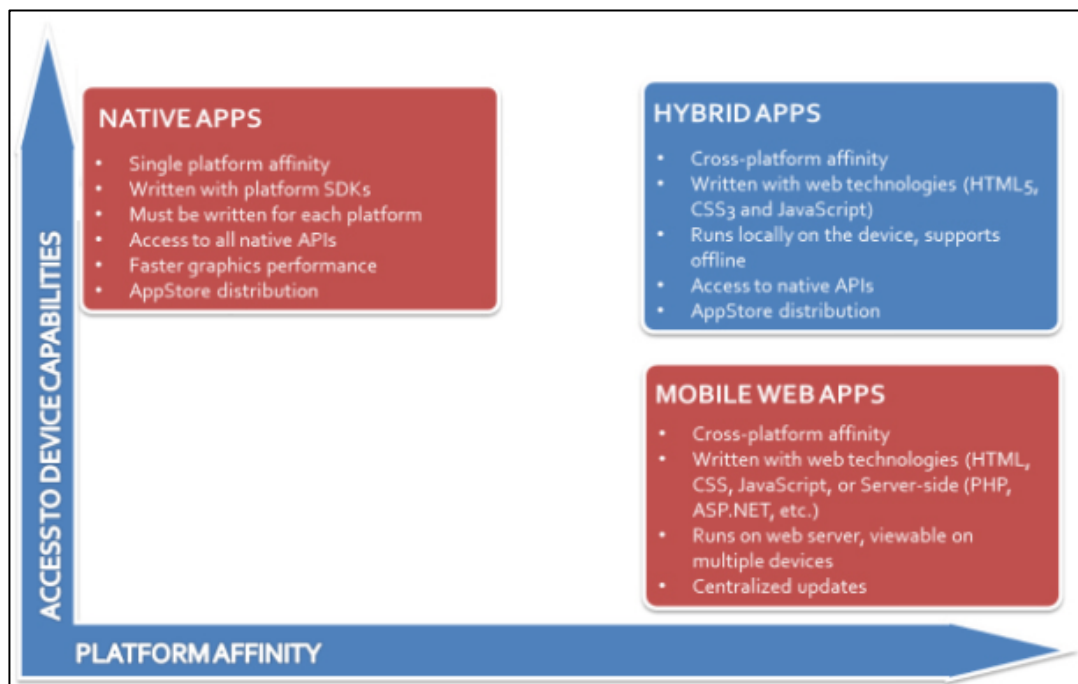 NATIVE APPS
• Single platform affinity
• Written with platform SDKs
• Must be written for each platform
• Access to all native APIs
• Faster graphics performance
• AppStore distribution
HYBRID APPS
• Cross-platform affinity
• Written with web technologies (HTML5,
CSS3 and JavaScript)
• Runs locally on the device, supports
offline
• Access to native APIs
• AppStore distribution
MOBILE WEB APPS
• Cross-platform affinity
• Written with web technologies (HTML,
CSS, JavaScript, or Server-side (PHP,
ASP.NET, etc.)
• Runs on web server, viewable on
multiple devices
• Centralized updates
ACCESS TO DEVICE CAPABILITIES
PLATFORM AFFINITY